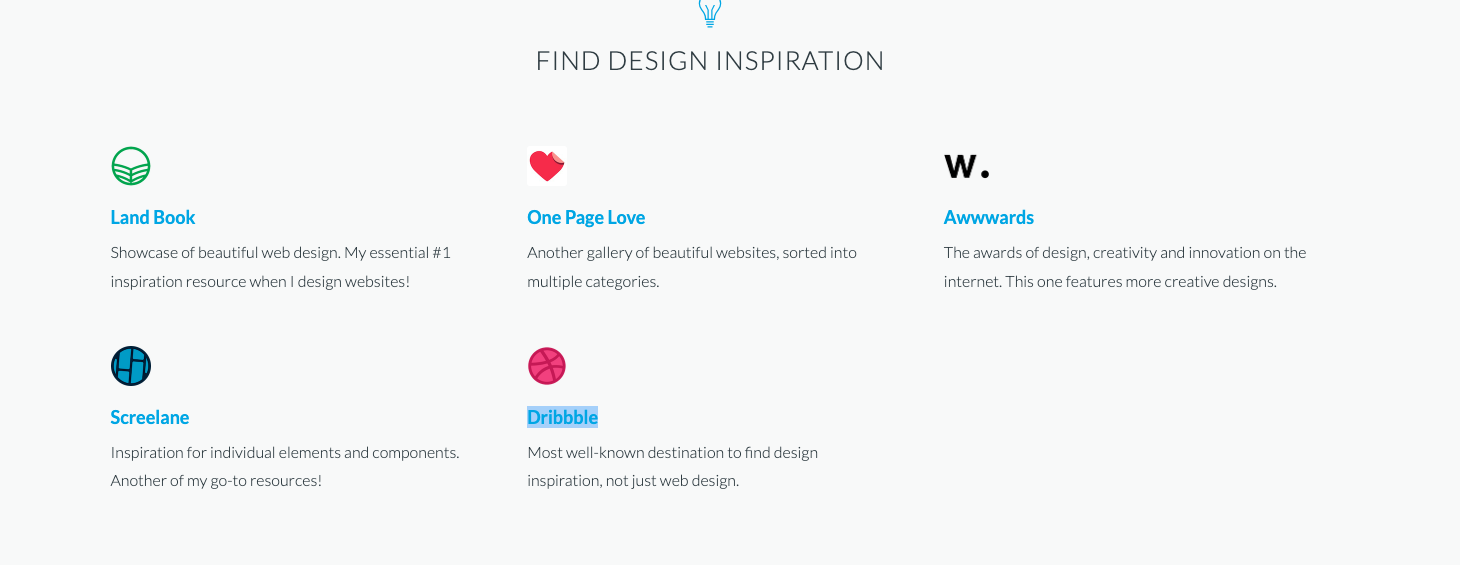 FIND DESIGN INSPIRATION
W.
Land Book
Showcase of beautiful web design. My essential #1
inspiration resource when I design websites!
One Page Love
Another gallery of beautiful websites, sorted into
multiple categories.
Awwwards
The awards of design, creativity and innovation on the
internet. This one features more creative designs.
Screelane
Inspiration for individual elements and components.
Another of my go-to resources!
Dribbble
Most well-known destination to find design
inspiration, not just web design.